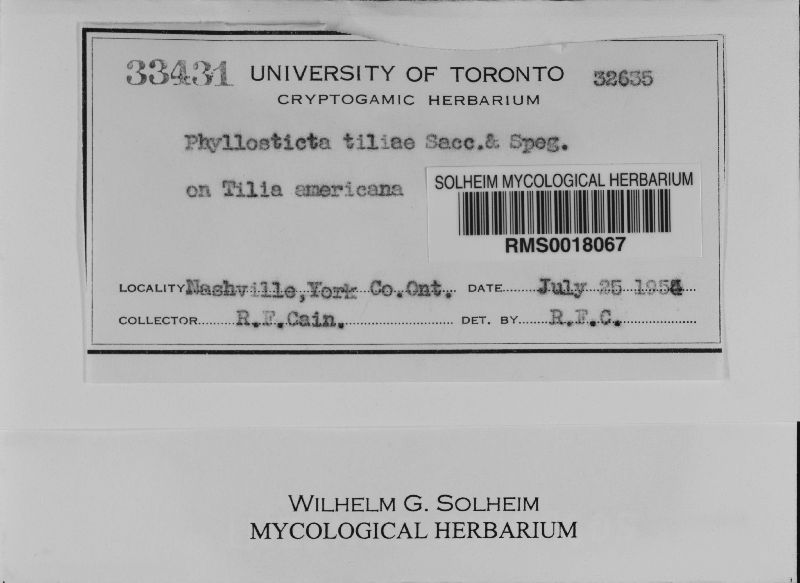 33431 UNIVERSITY OF TORONTO 32635
CRYPTOGAMIC HERBARIUM
Phyllosticta tiliae Sacc.& Speg.
on Tilia americana
SOLHEIM MYCOLOGICAL HERBARIUM
RMS0018067
LOCALITY Nashville, York Co. Ont. DATE July 25
COLLECTOR R.F.Cain. DET. BY R.F.C.
WILHELM G. SOLHEIM
MYCOLOGICAL HERBARIUM